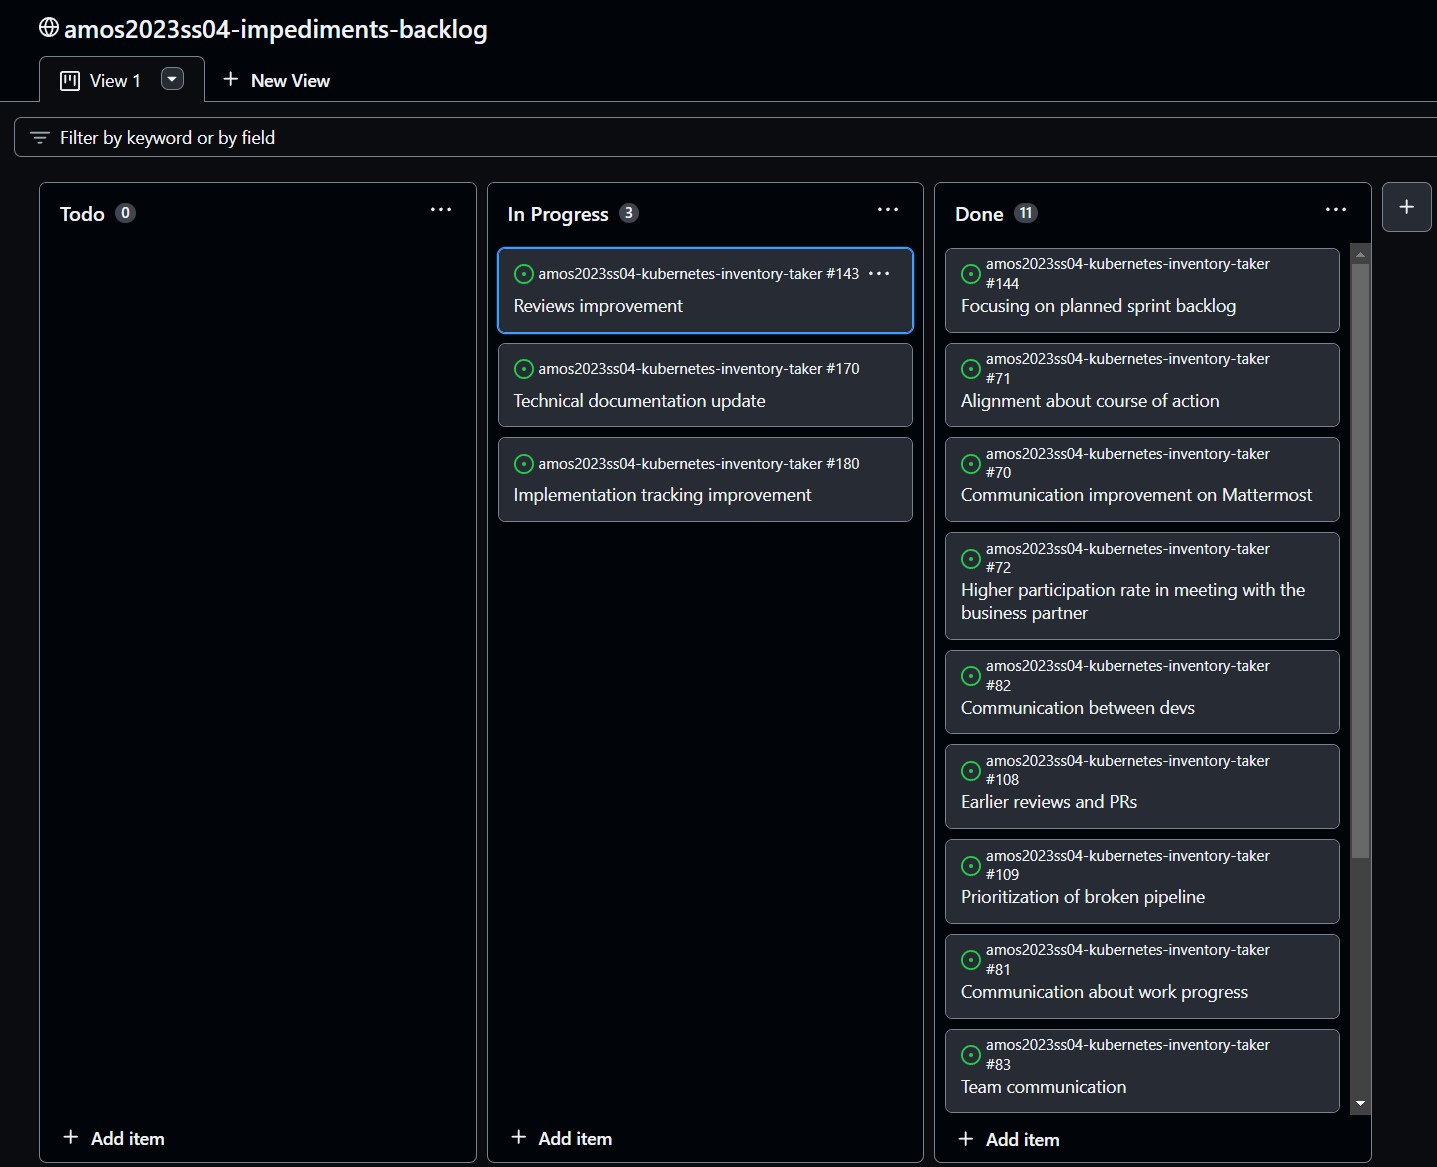 amos2023ss04-impediments-backlog
View 1
New View
Filter by keyword or by field
Todo 0
In Progress 3
amos2023ss04-kubernetes-inventory-taker #143
Reviews improvement
amos2023ss04-kubernetes-inventory-taker #170
Technical documentation update
amos2023ss04-kubernetes-inventory-taker #180
Implementation tracking improvement
Done 11
amos2023ss04-kubernetes-inventory-taker
#144
Focusing on planned sprint backlog
amos2023ss04-kubernetes-inventory-taker
#71
Alignment about course of action
amos2023ss04-kubernetes-inventory-taker
#70
Communication improvement on Mattermost
amos2023ss04-kubernetes-inventory-taker
#72
Higher participation rate in meeting with the
business partner
amos2023ss04-kubernetes-inventory-taker
#82
Communication between devs
amos2023ss04-kubernetes-inventory-taker
#108
Earlier reviews and PRs
amos2023ss04-kubernetes-inventory-taker
#109
Prioritization of broken pipeline
amos2023ss04-kubernetes-inventory-taker
#81
Communication about work progress
amos2023ss04-kubernetes-inventory-taker
#83
Team communication
Add item
Add item
Add item